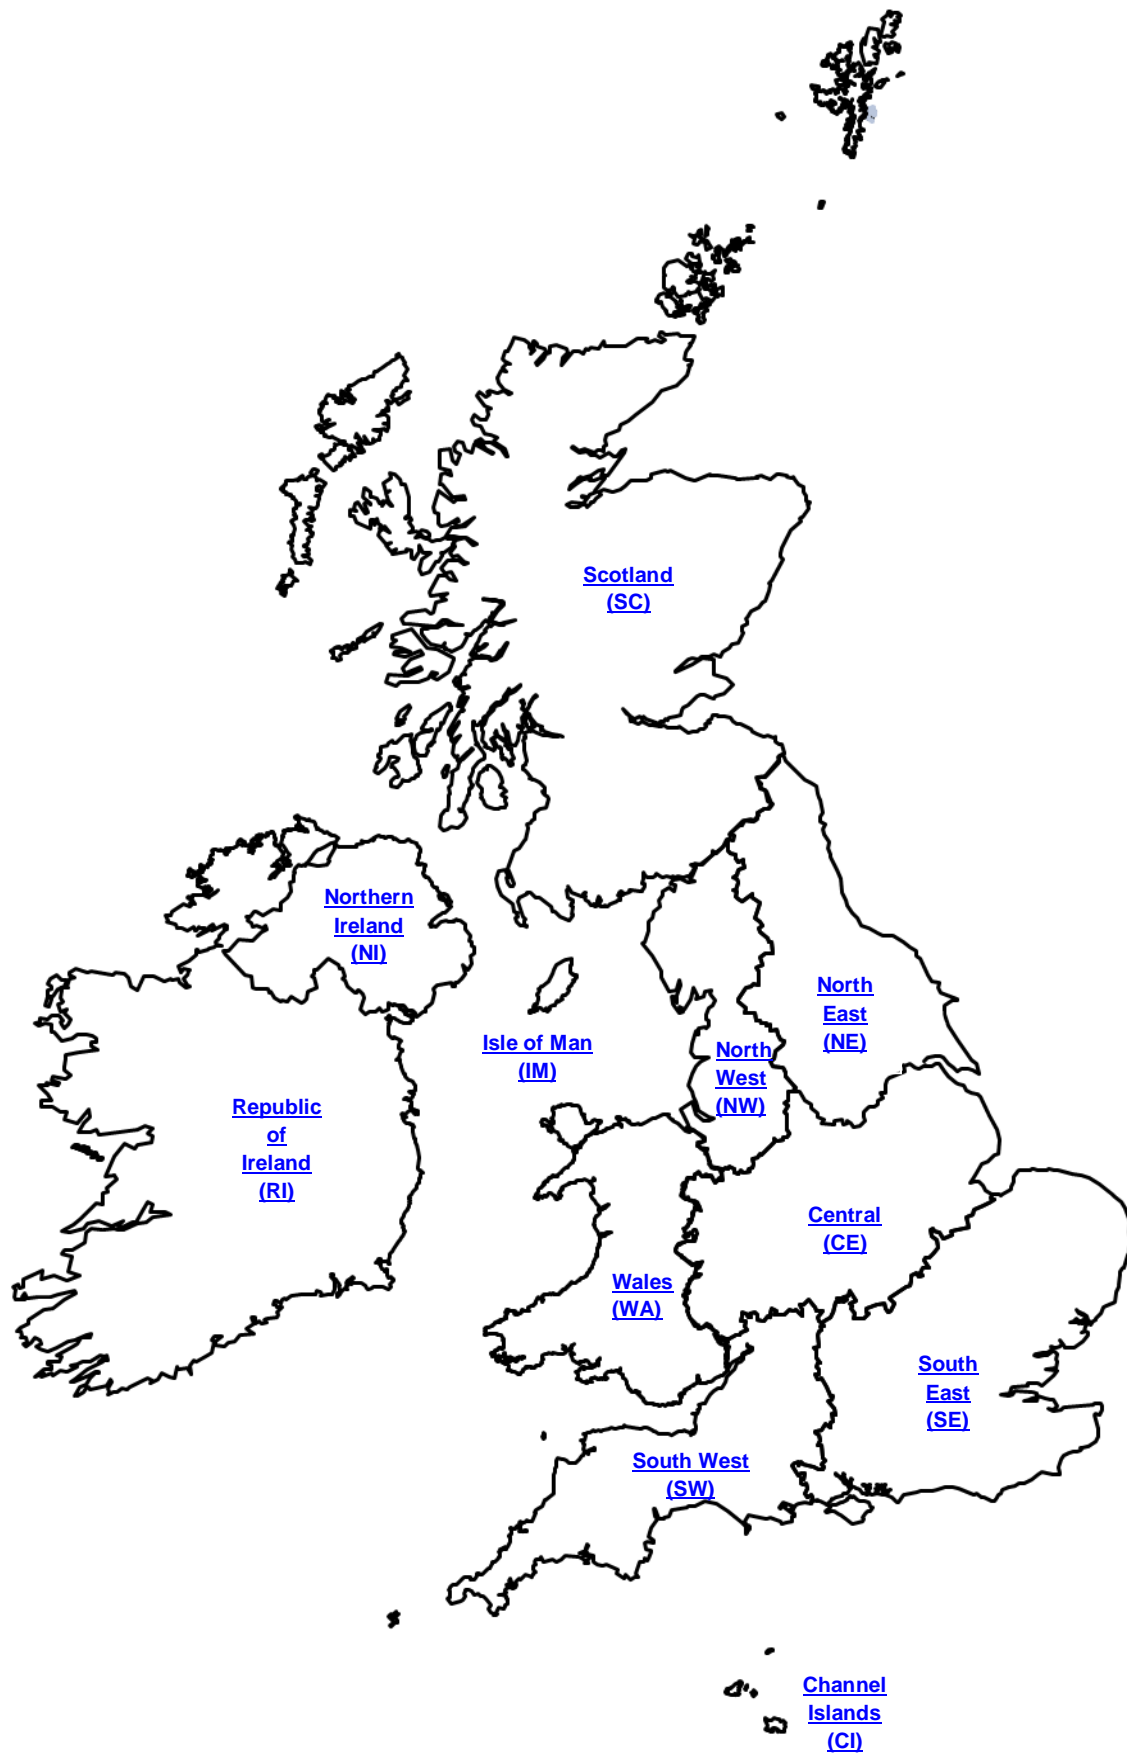 Scotland
(SC)
Northern
Ireland
(NI)
North
East
(NE)
Isle of Man
(IM)
North
West
(NW)
Republic
of
Ireland
(RI)
Central
(CE)
Wales
(WA)
South
East
(SE)
South West
(SW)
Channel
Islands
(CI)